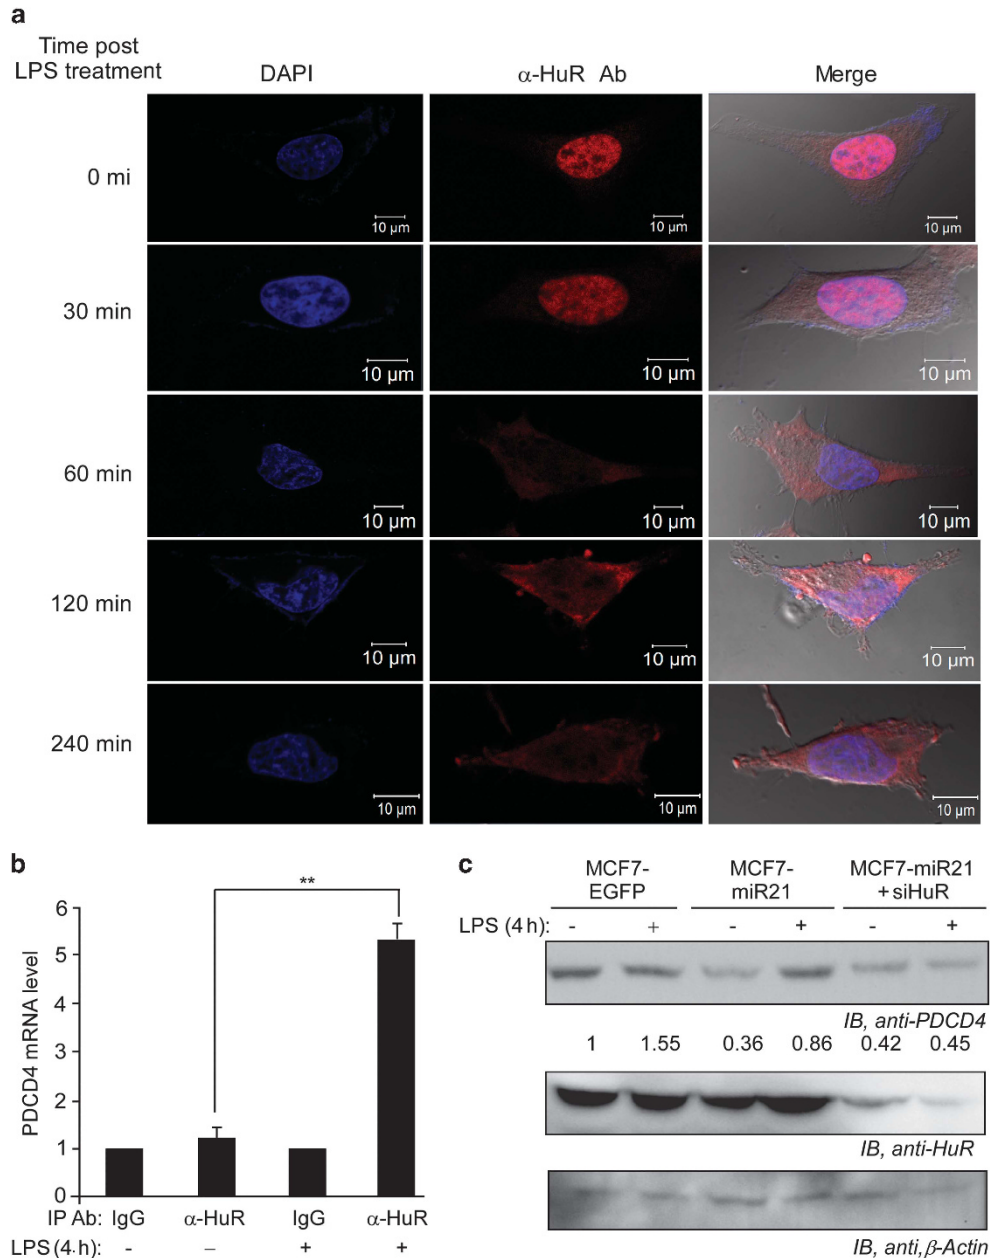 a
Time post
LPS treatment
DAPI
α-HuR Ab
Merge
0 mi
10 µm
10 µm
10 µm
30 min
10 µm
10 µm
10 µm
60 min
10 µm
10 µm
10 µm
120 min
10 µm
10 µm
10 µm
240 min
10 µm
10 µm
10 µm
b
**
PDCD4 mRNA level
6
5
4
3
2
1
0
IP Ab: IgG α-HuR IgG α-HuR
LPS (4·h): - – + +
c
MCF7-
EGFP
MCF7-
miR21
MCF7-miR21
+siHuR
LPS (4 h): - + - + - +
IB, anti-PDCD4
1 1.55 0.36 0.86 0.42 0.45
IB, anti-HuR
IB, anti,β-Actin